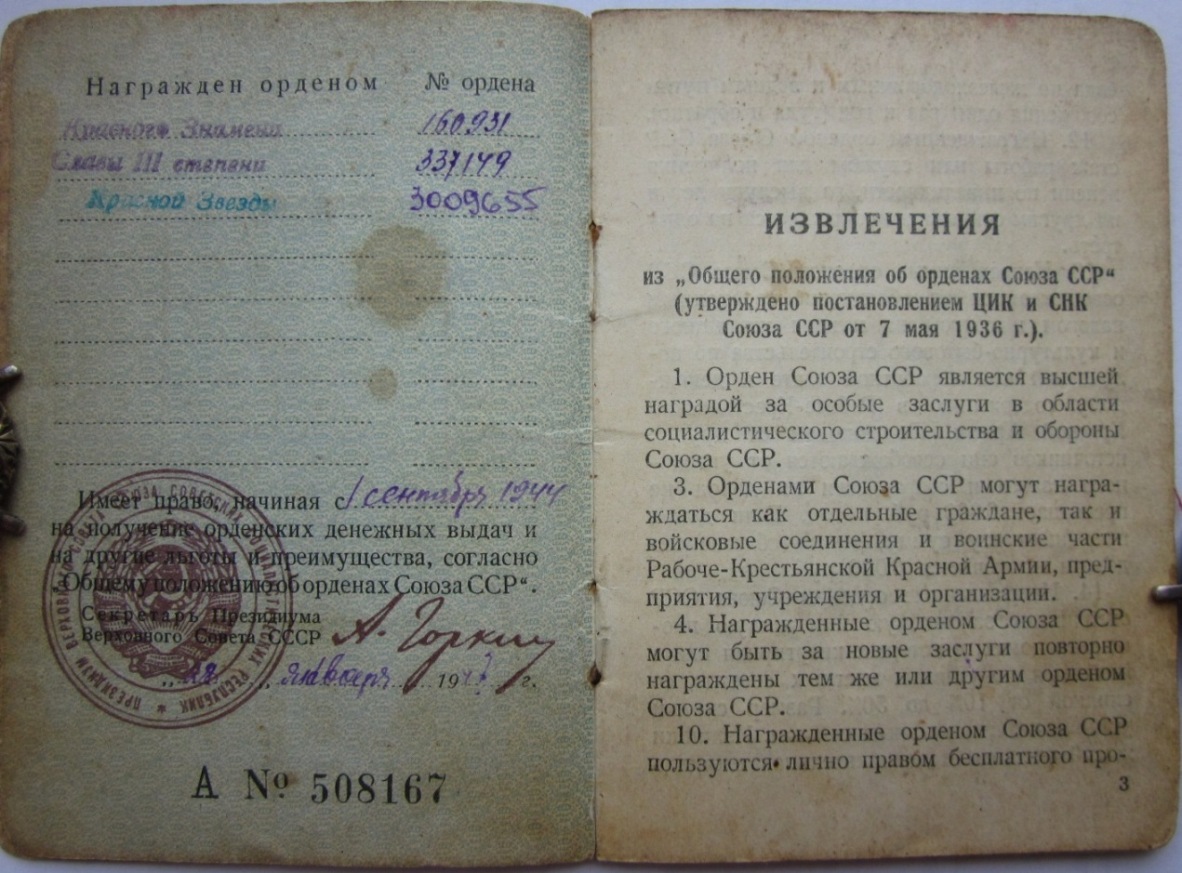 Награжден орденом № ордена
Красного Знамени 160931
Славы III степени 337149
Красной Звезды 3009655
Имеет право, начиная с 1 сентября 1944
на получение орденских денежных выдач и
на другие льготы и преимущества, согласно
„Общему положению об орденах Союза ССР“.
Секретарь Президиума
Верховного Совета СССР А. Горкин
января 194 г.
А № 508167
ИЗВЛЕЧЕНИЯ
из „Общего положения об орденах Союза ССР“
(утверждено постановлением ЦИК и СНК
Союза ССР от 7 мая 1936 г.).
1. Орден Союза ССР является высшей
наградой за особые заслуги в области
социалистического строительства и обороны
Союза ССР.
3. Орденами Союза ССР могут награ-
ждаться как отдельные граждане, так и
войсковые соединения и воинские части
Рабоче-Крестьянской Красной Армии, пред-
приятия, учреждения и организации.
4. Награжденные орденом Союза ССР
могут быть за новые заслуги повторно
награждены тем же или другим орденом
Союза ССР.
10. Награжденные орденом Союза ССР
пользуются лично правом бесплатного про-
3